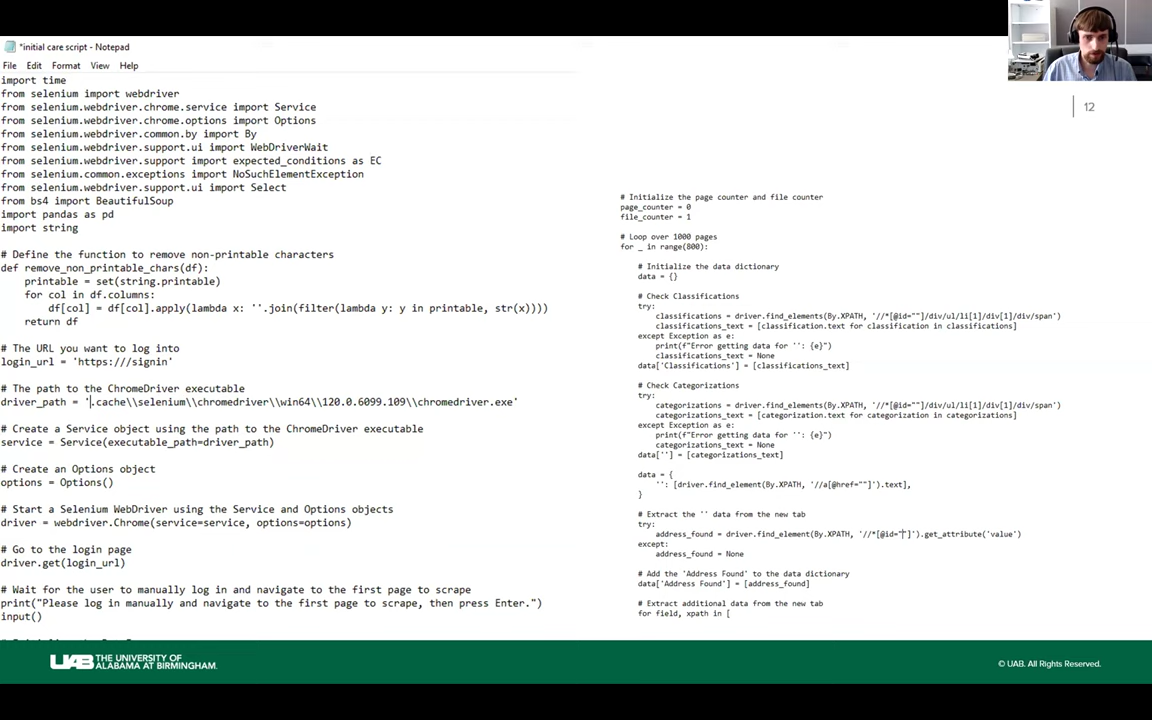 *initial care script - Notepad
File Edit Format View Help
import time
from selenium import webdriver
from selenium.webdriver.chrome.service import Service
from selenium.webdriver.chrome.options import Options
from selenium.webdriver.common.by import By
from selenium.webdriver.support.ui import WebDriverWait
from selenium.webdriver.support import expected_conditions as EC
from selenium.common.exceptions import NoSuchElementException
from selenium.webdriver.support.ui import Select
from bs4 import BeautifulSoup
import pandas as pd
import string
# Define the function to remove non-printable characters
def remove_non_printable_chars(df):
    printable = set(string.printable)
    for col in df.columns:
        df[col] = df[col].apply(lambda x: ''.join(filter(lambda y: y in printable, str(x))))
    return df
# The URL you want to log into
login_url = 'https:///signin'
# The path to the ChromeDriver executable
driver_path = '.cache\\selenium\\chromedriver\\win64\\120.0.6099.109\\chromedriver.exe'
# Create a Service object using the path to the ChromeDriver executable
service = Service(executable_path=driver_path)
# Create an Options object
options = Options()
# Start a Selenium WebDriver using the Service and Options objects
driver = webdriver.Chrome(service=service, options=options)
# Go to the login page
driver.get(login_url)
# Wait for the user to manually log in and navigate to the first page to scrape
print("Please log in manually and navigate to the first page to scrape, then press Enter.")
input()
12
# Initialize the page counter and file counter
page_counter = 0
file_counter = 1
# Loop over 1000 pages
for _ in range(800):
    # Initialize the data dictionary
    data = {}
    # Check Classifications
    try:
        classifications = driver.find_elements(By.XPATH, '//*[@id=""]/div/ul/li[1]/div[1]/div/span')
        classifications_text = [classification.text for classification in classifications]
    except Exception as e:
        print(f"Error getting data for '': {e}")
        classifications_text = None
    data['Classifications'] = [classifications_text]
    # Check Categorizations
    try:
        categorizations = driver.find_elements(By.XPATH, '//*[@id=""]/div/ul/li[1]/div[1]/div/span')
        categorizations_text = [categorization.text for categorization in categorizations]
    except Exception as e:
        print(f"Error getting data for '': {e}")
        categorizations_text = None
    data[''] = [categorizations_text]
    data = {
        '': [driver.find_element(By.XPATH, '//a[@href=""]').text],
    }
    # Extract the '' data from the new tab
    try:
        address_found = driver.find_element(By.XPATH, '//*[@id=""]').get_attribute('value')
    except:
        address_found = None
    # Add the 'Address Found' to the data dictionary
    data['Address Found'] = [address_found]
    # Extract additional data from the new tab
    for field, xpath in [
UAB THE UNIVERSITY OF
ALABAMA AT BIRMINGHAM.
© UAB. All Rights Reserved.